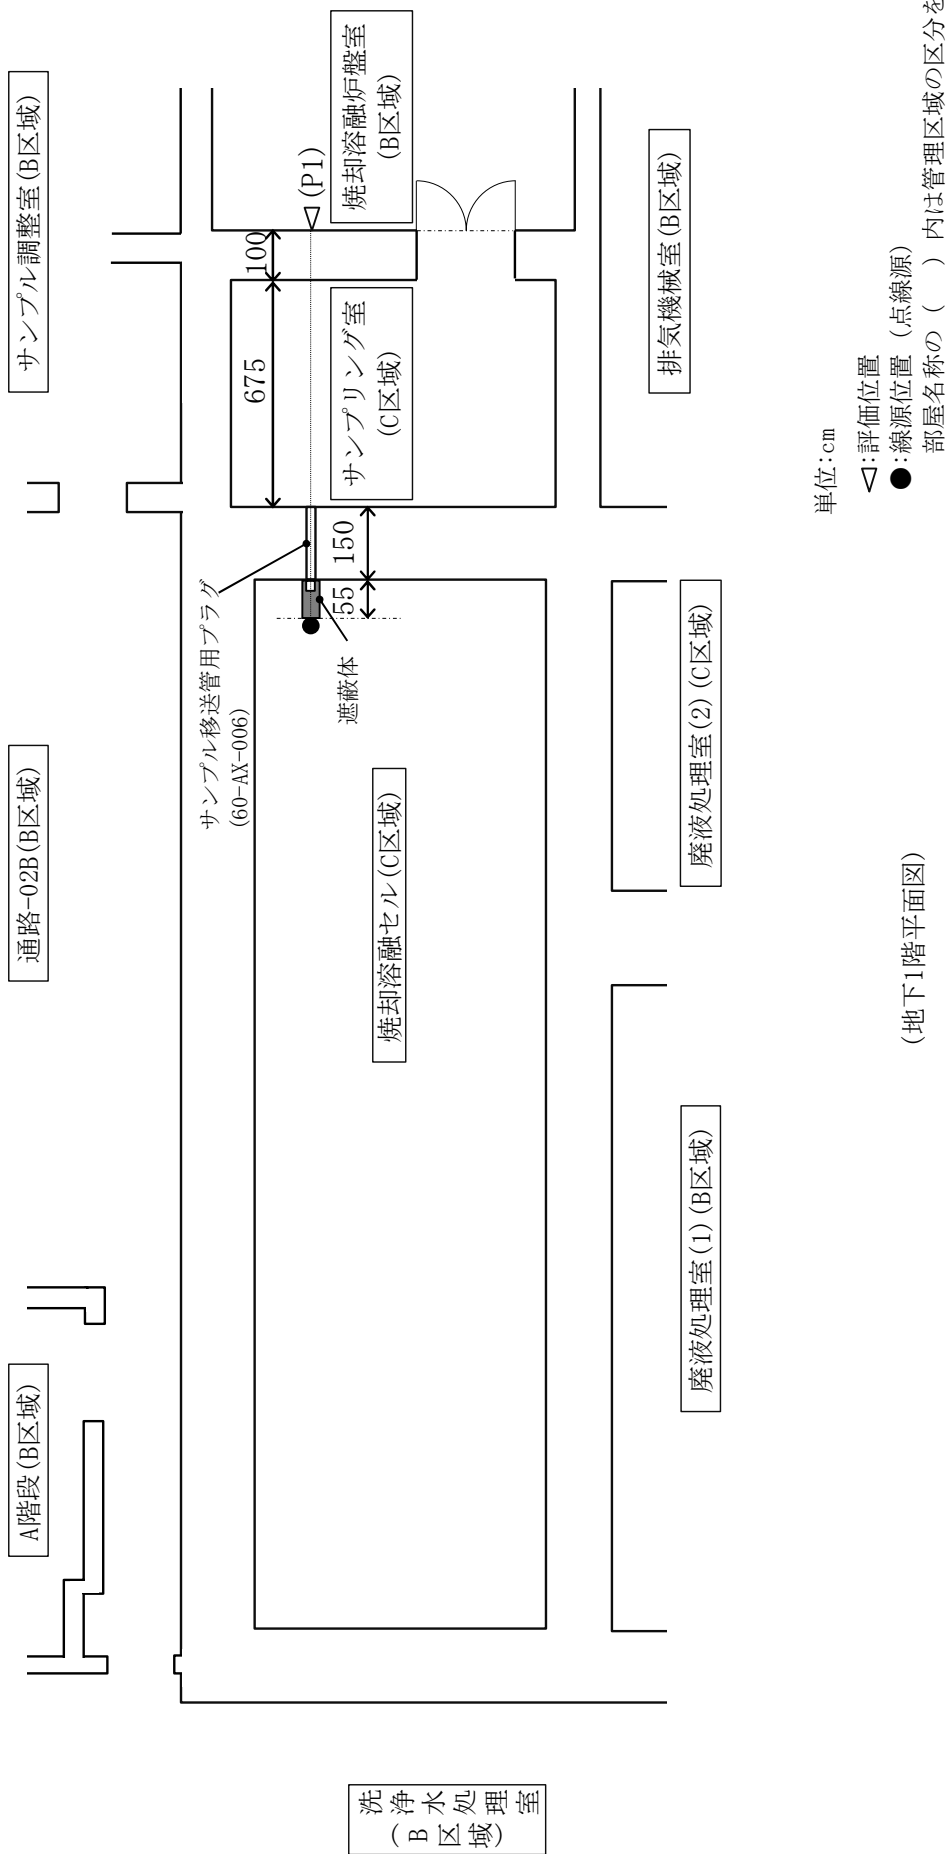 洗浄水処理室
(B区域)
A階段(B区域)
通路-02B(B区域)
サンプル調整室(B区域)
サンプル移送管用プラグ
(60-AX-006)
遮蔽体
55
150
675
100
(P1)
焼却溶融セル(C区域)
サンプリング室
(C区域)
焼却溶融炉盤室
(B区域)
廃液処理室(1)(B区域)
廃液処理室(2)(C区域)
排気機械室(B区域)
単位:cm
▽:評価位置
●:線源位置 (点線源)
部屋名称の ( ) 内は管理区域の区分を
(地下1階平面図)